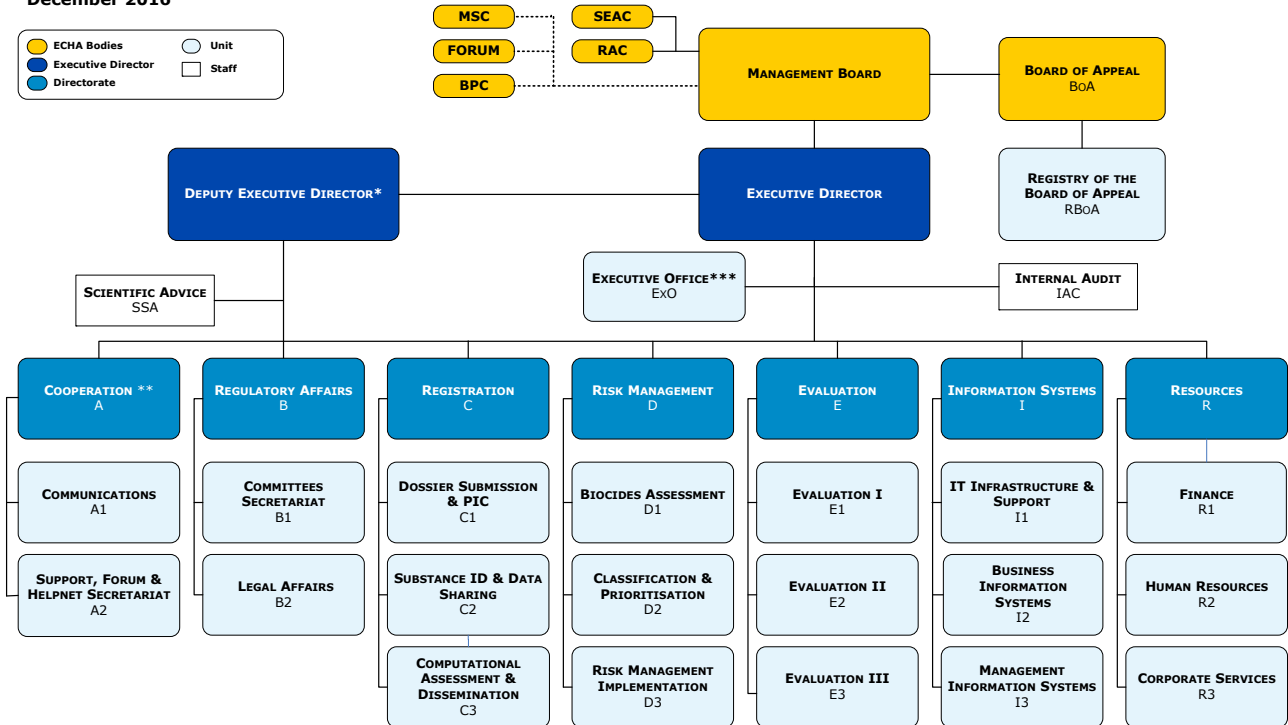 December 2016
ECHA Bodies
Unit
Executive Director
Staff
Directorate
MSC
SEAC
FORUM
RAC
BPC
MANAGEMENT BOARD
BOARD OF APPEAL
BOA
DEPUTY EXECUTIVE DIRECTOR*
EXECUTIVE DIRECTOR
REGISTRY OF THE
BOARD OF APPEAL
RBOA
SCIENTIFIC ADVICE
SSA
EXECUTIVE OFFICE***
EXO
INTERNAL AUDIT
IAC
COOPERATION **
A
REGULATORY AFFAIRS
B
REGISTRATION
C
RISK MANAGEMENT
D
EVALUATION
E
INFORMATION SYSTEMS
I
RESOURCES
R
COMMUNICATIONS
A1
COMMITTEES
SECRETARIAT
B1
DOSSIER SUBMISSION
& PIC
C1
BIOCIDES ASSESSMENT
D1
EVALUATION I
E1
IT INFRASTRUCTURE &
SUPPORT
I1
FINANCE
R1
SUPPORT, FORUM &
HELPNET SECRETARIAT
A2
LEGAL AFFAIRS
B2
SUBSTANCE ID & DATA
SHARING
C2
CLASSIFICATION &
PRIORITISATION
D2
EVALUATION II
E2
BUSINESS
INFORMATION
SYSTEMS
I2
HUMAN RESOURCES
R2
COMPUTATIONAL
ASSESSMENT &
DISSEMINATION
C3
RISK MANAGEMENT
IMPLEMENTATION
D3
EVALUATION III
E3
MANAGEMENT
INFORMATION SYSTEMS
I3
CORPORATE SERVICES
R3